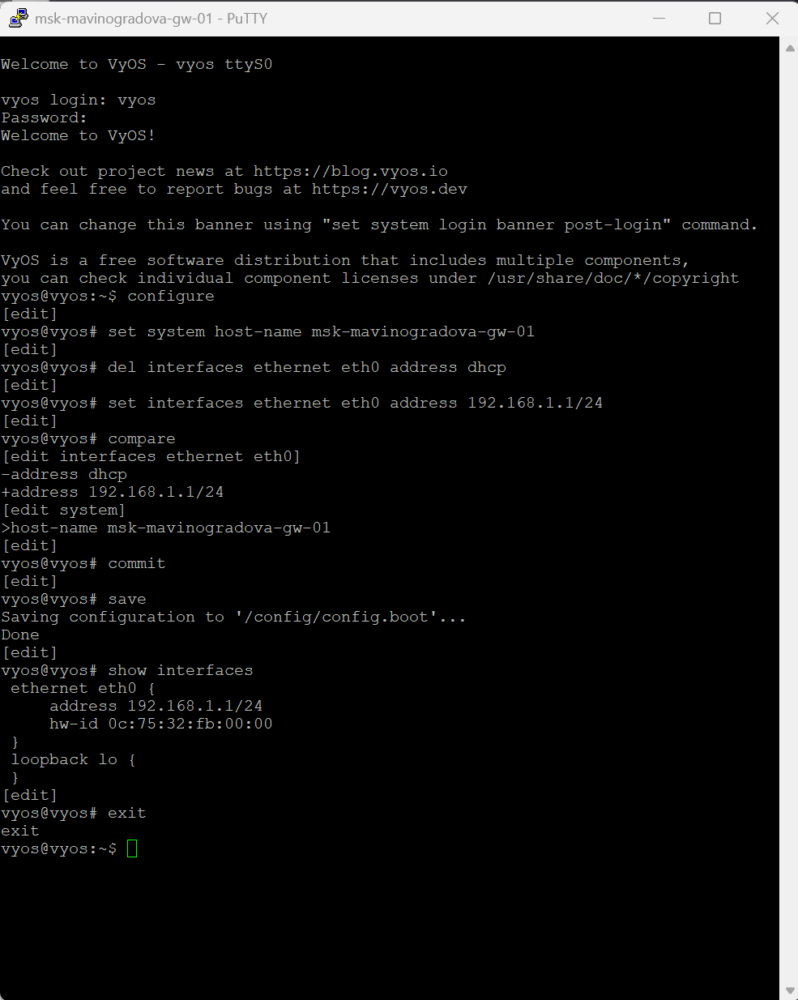 msk-mavinogradova-gw-01 - PuTTY
Welcome to VyOS - vyos ttyS0
vyos login: vyos
Password:
Welcome to VyOS!
Check out project news at https://blog.vyos.io
and feel free to report bugs at https://vyos.dev
You can change this banner using "set system login banner post-login" command.
VyOS is a free software distribution that includes multiple components,
you can check individual component licenses under /usr/share/doc/*/copyright
vyos@vyos:~$ configure
[edit]
vyos@vyos# set system host-name msk-mavinogradova-gw-01
[edit]
vyos@vyos# del interfaces ethernet eth0 address dhcp
[edit]
vyos@vyos# set interfaces ethernet eth0 address 192.168.1.1/24
[edit]
vyos@vyos# compare
[edit interfaces ethernet eth0]
-address dhcp
+address 192.168.1.1/24
[edit system]
>host-name msk-mavinogradova-gw-01
[edit]
vyos@vyos# commit
[edit]
vyos@vyos# save
Saving configuration to '/config/config.boot'...
Done
[edit]
vyos@vyos# show interfaces
 ethernet eth0 {
     address 192.168.1.1/24
     hw-id 0c:75:32:fb:00:00
 }
 loopback lo {
 }
[edit]
vyos@vyos# exit
exit
vyos@vyos:~$